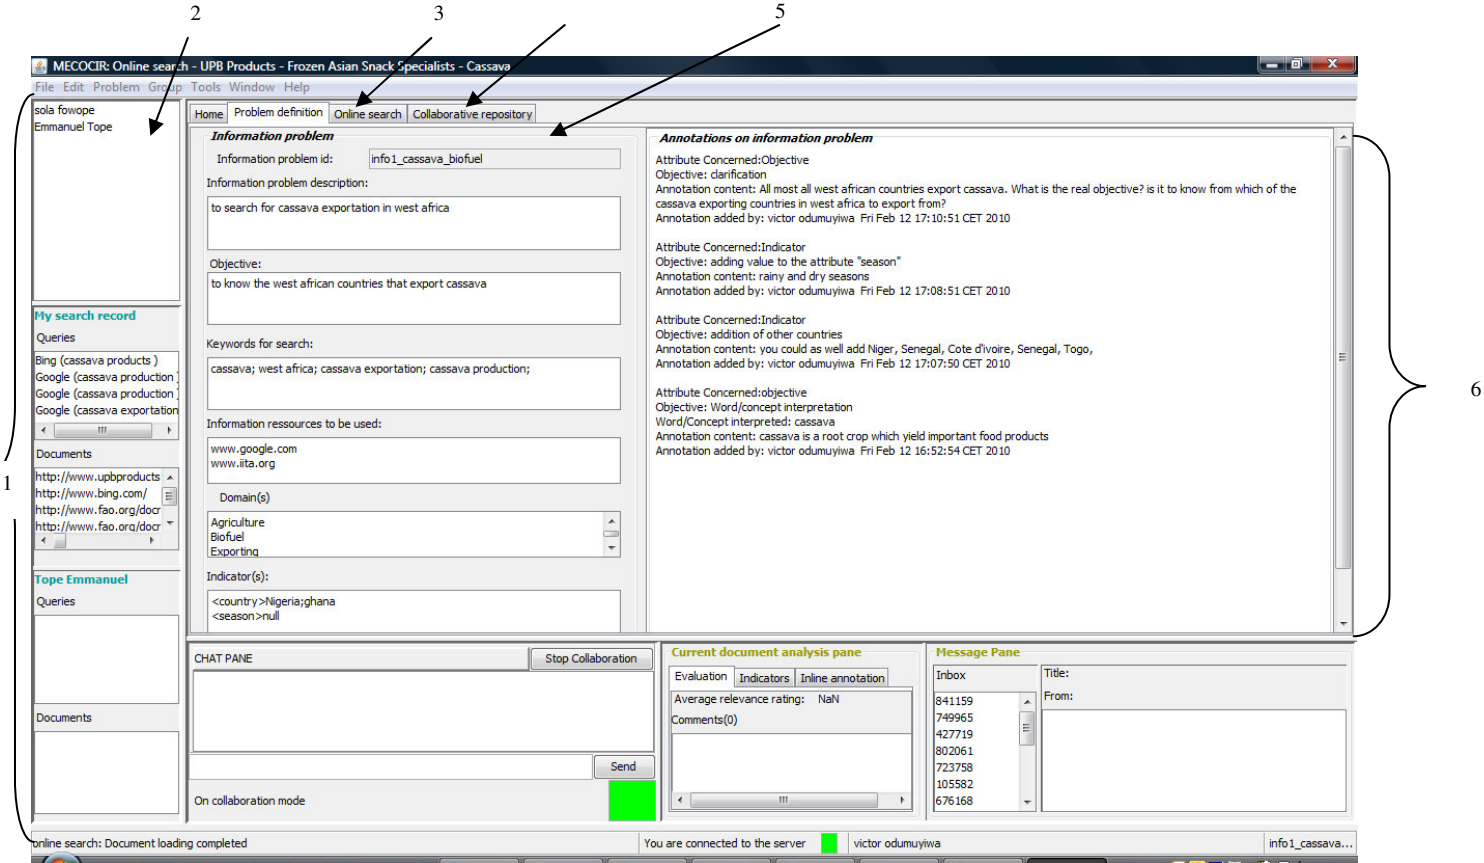 2
3
5
MECOCIR: Online search - UPB Products - Frozen Asian Snack Specialists - Cassava
File Edit Problem Group Tools Window Help
sola fowope
Emmanuel Tope
Home Problem definition Online search Collaborative repository
Information problem
Information problem id: info1_cassava_biofuel
Information problem description:
to search for cassava exportation in west africa
Objective:
to know the west african countries that export cassava
Keywords for search:
cassava; west africa; cassava exportation; cassava production;
Information ressources to be used:
www.google.com
www.iita.org
Domain(s)
Agriculture
Biofuel
Exporting
Indicator(s):
<country>Nigeria;ghana
<season>null
Annotations on information problem
Attribute Concerned:Objective
Objective: clarification
Annotation content: All most all west african countries export cassava. What is the real objective? is it to know from which of the
cassava exporting countries in west africa to export from?
Annotation added by: victor odumuyiwa Fri Feb 12 17:10:51 CET 2010
Attribute Concerned:Indicator
Objective: adding value to the attribute "season"
Annotation content: rainy and dry seasons
Annotation added by: victor odumuyiwa Fri Feb 12 17:08:51 CET 2010
Attribute Concerned:Indicator
Objective: addition of other countries
Annotation content: you could as well add Niger, Senegal, Cote d'ivoire, Senegal, Togo,
Annotation added by: victor odumuyiwa Fri Feb 12 17:07:50 CET 2010
Attribute Concerned:objective
Objective: Word/concept interpretation
Word/Concept interpreted: cassava
Annotation content: cassava is a root crop which yield important food products
Annotation added by: victor odumuyiwa Fri Feb 12 16:52:54 CET 2010
6
My search record
Queries
Bing (cassava products )
Google (cassava production )
Google (cassava production )
Google (cassava exportation
Documents
1
http://www.upbproducts
http://www.bing.com/
http://www.fao.org/docr
http://www.fao.org/docr
Tope Emmanuel
Queries
Documents
CHAT PANE Stop Collaboration
Send
On collaboration mode
Current document analysis pane
Evaluation Indicators Inline annotation
Average relevance rating: NaN
Comments(0)
Message Pane
Inbox
841159
749965
427719
802061
723758
105582
676168
Title:
From:
online search: Document loading completed You are connected to the server victor odumuyiwa info1_cassava...